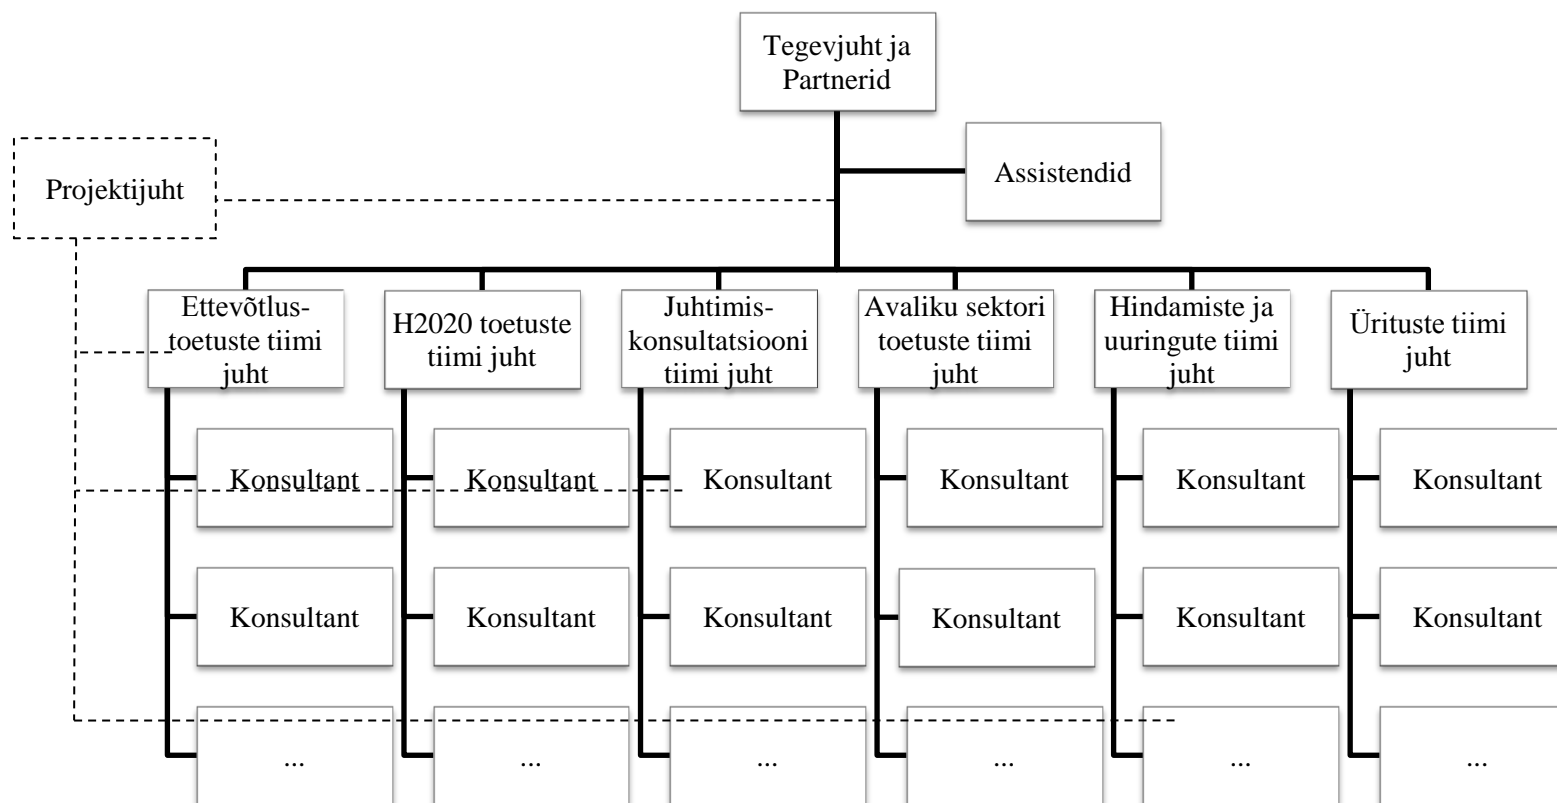 Tegevjuht ja
Partnerid
Assistendid
Projektijuht
Ettevõtlus-
toetuste tiimi
juht
H2020 toetuste
tiimi juht
Juhtimis-
konsultatsiooni
tiimi juht
Avaliku sektori
toetuste tiimi
juht
Hindamiste ja
uuringute tiimi
juht
Ürituste tiimi
juht
Konsultant
Konsultant
Konsultant
Konsultant
Konsultant
Konsultant
Konsultant
Konsultant
Konsultant
Konsultant
Konsultant
Konsultant
...
...
...
...
...
...